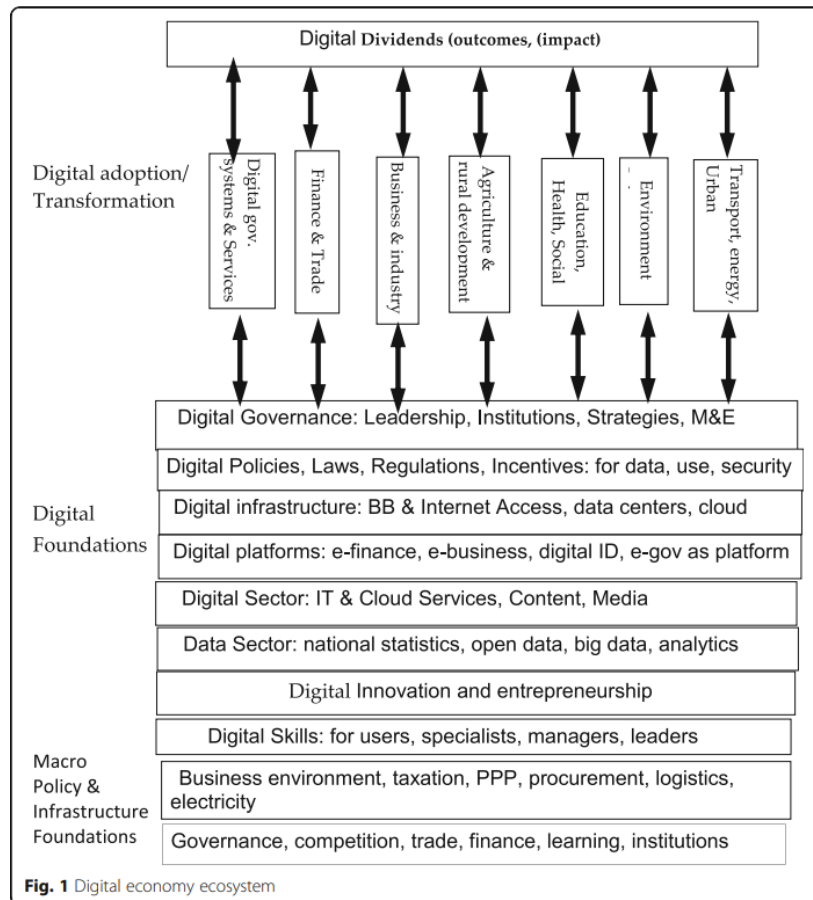 Digital Dividends (outcomes, (impact)
Digital adoption/
Transformation
Digital gov.
systems & Services
Finance & Trade
Business & industry
Agriculture &
rural development
Education,
Health, Social
Environment
Transport, energy,
Urban
Digital Governance: Leadership, Institutions, Strategies, M&E
Digital Policies, Laws, Regulations, Incentives: for data, use, security
Digital infrastructure: BB & Internet Access, data centers, cloud
Digital
Foundations
Digital platforms: e-finance, e-business, digital ID, e-gov as platform
Digital Sector: IT & Cloud Services, Content, Media
Data Sector: national statistics, open data, big data, analytics
Digital Innovation and entrepreneurship
Digital Skills: for users, specialists, managers, leaders
Macro
Policy &
Infrastructure
Foundations
Business environment, taxation, PPP, procurement, logistics,
electricity
Governance, competition, trade, finance, learning, institutions
Fig. 1 Digital economy ecosystem